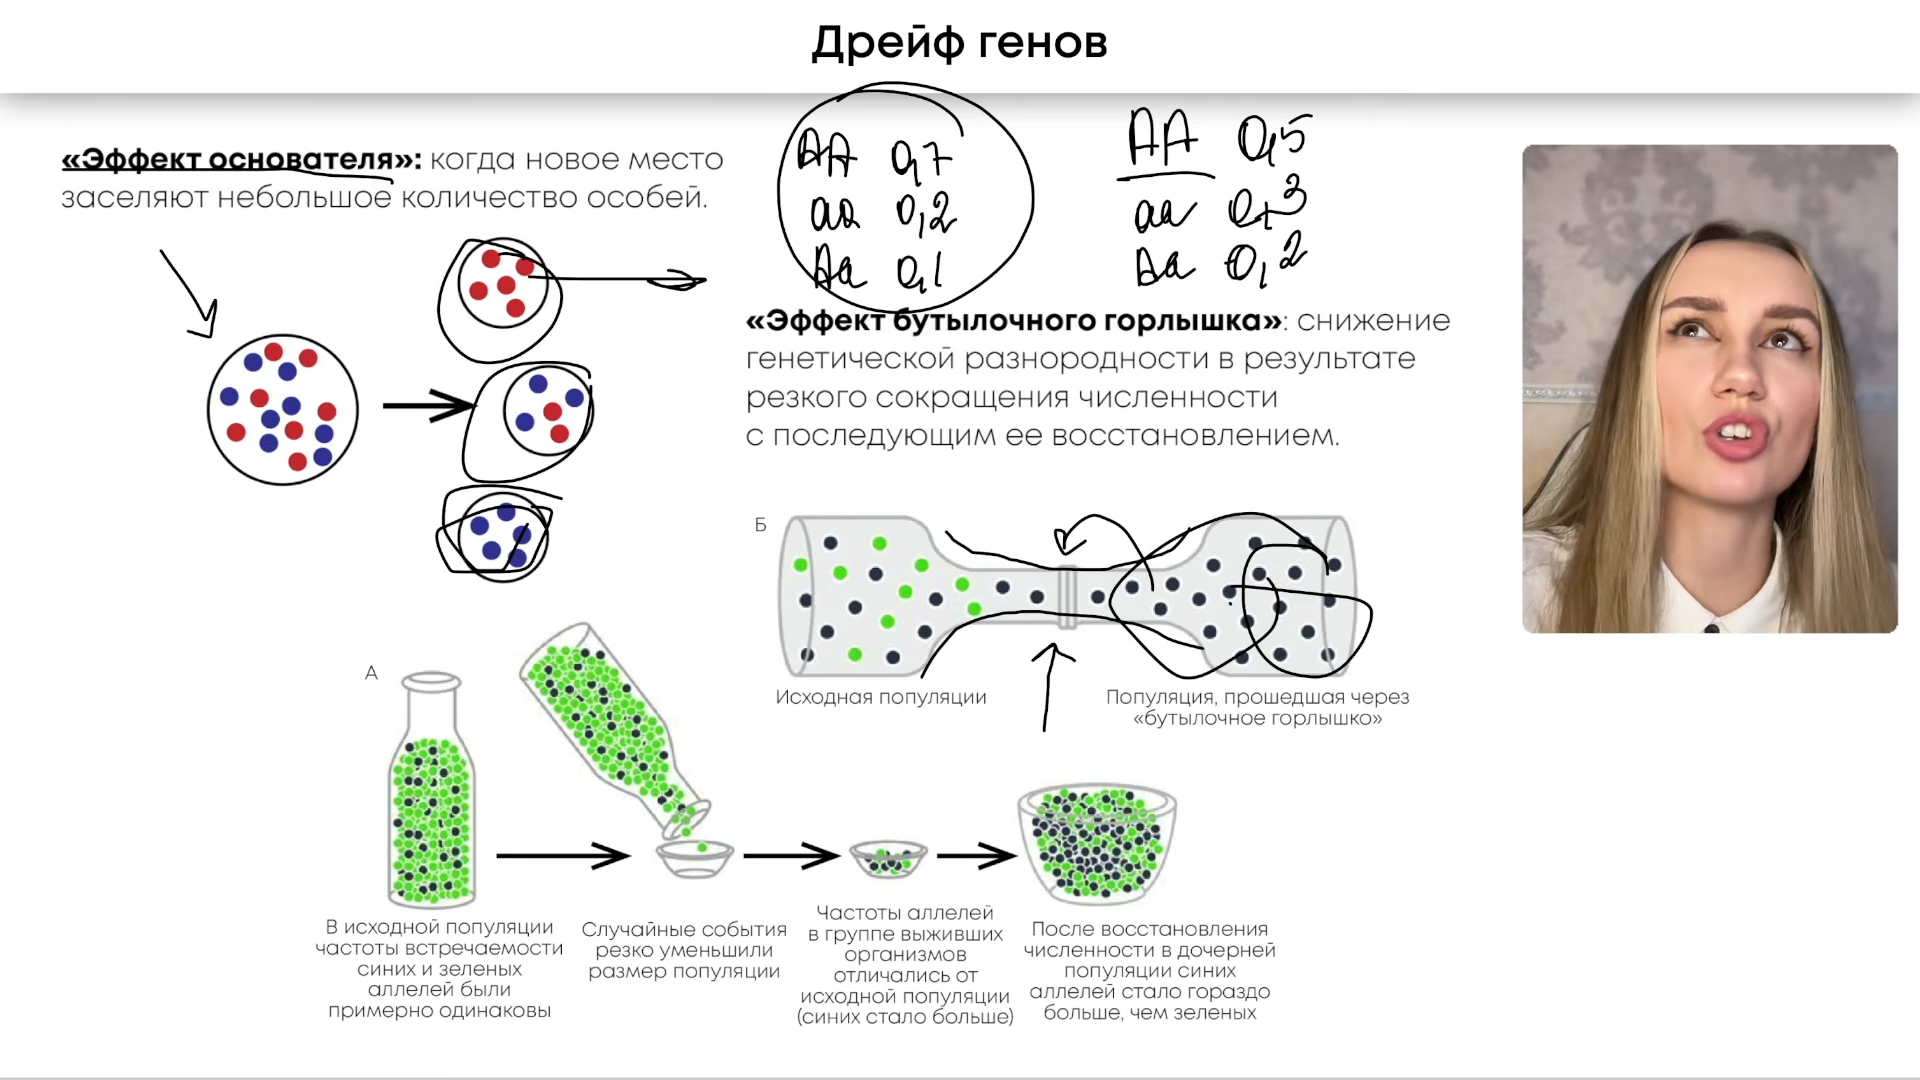 Дрейф генов
«Эффект основателя»: когда новое место
заселяют небольшое количество особей.
AA 0,7
aa 0,2
Aa 0,1
AA 0,5
aa 0,3
Aa 0,2
«Эффект бутылочного горлышка»: снижение
генетической разнородности в результате
резкого сокращения численности
с последующим ее восстановлением.
Б
Исходная популяции
Популяция, прошедшая через
«бутылочное горлышко»
А
В исходной популяции
частоты встречаемости
синих и зеленых
аллелей были
примерно одинаковы
Случайные события
резко уменьшили
размер популяции
Частоты аллелей
в группе выживших
организмов
отличались от
исходной популяции
(синих стало больше)
После восстановления
численности в дочерней
популяции синих
аллелей стало гораздо
больше, чем зеленых